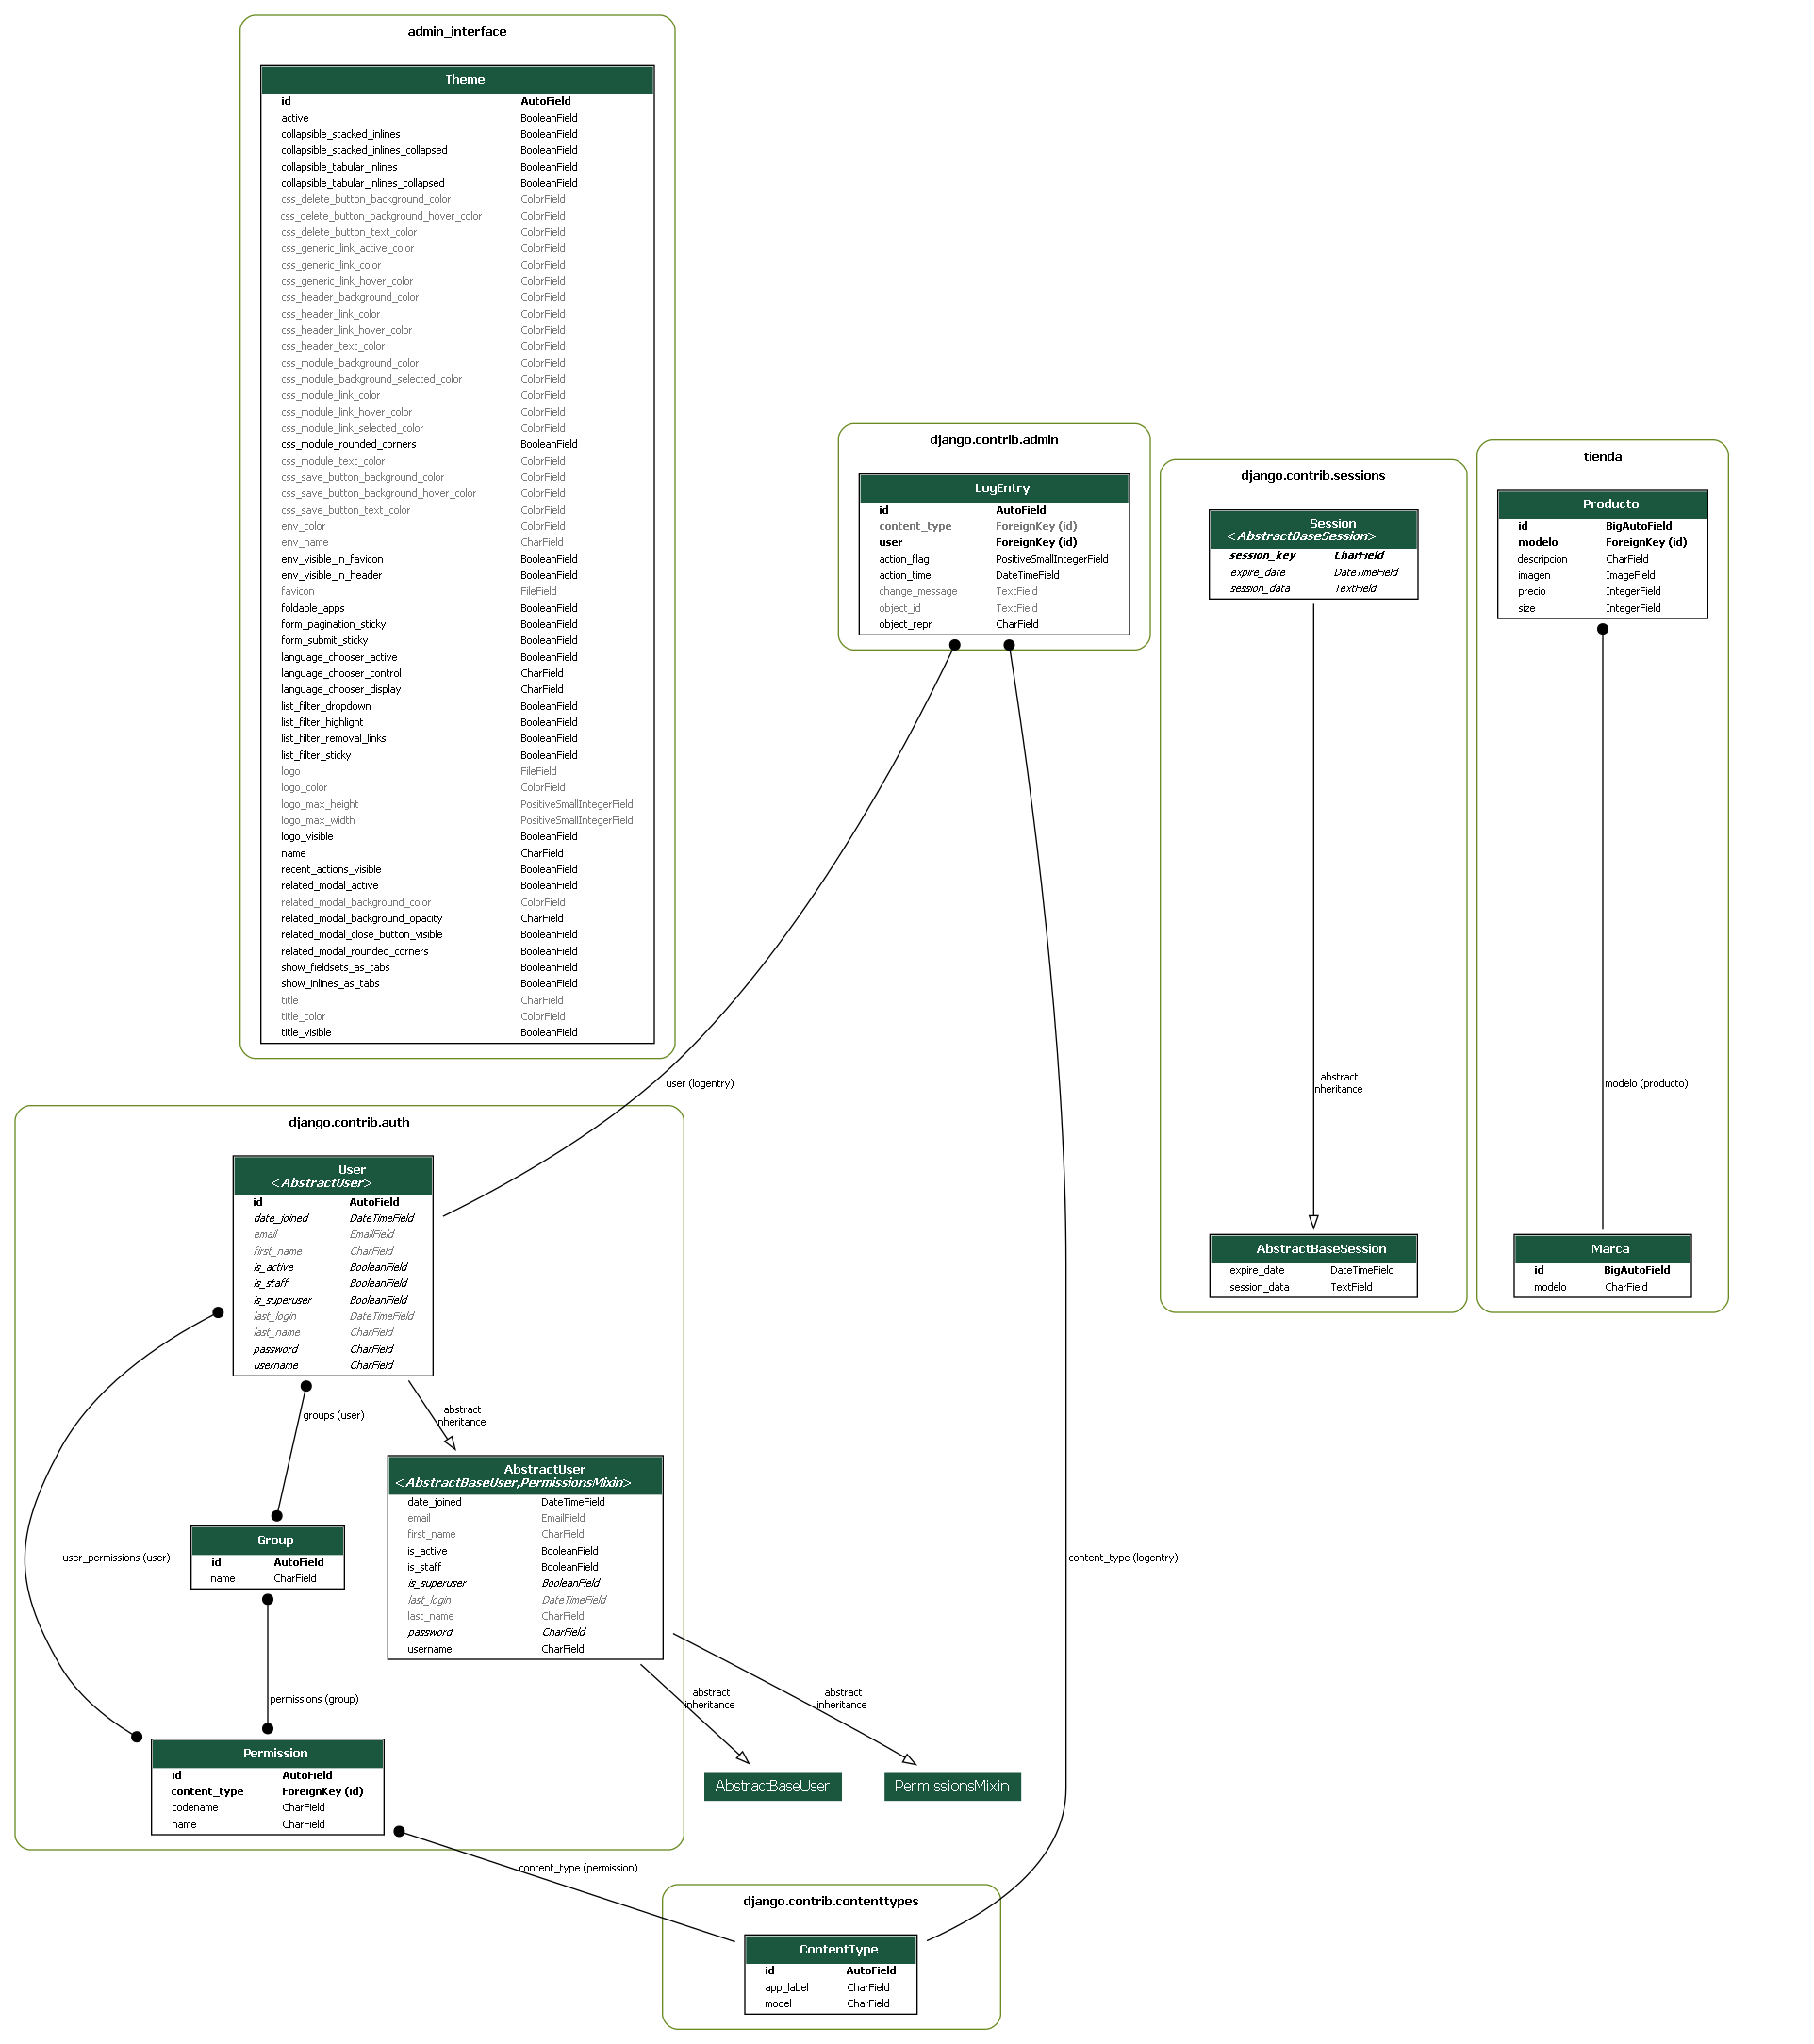 admin_interface
Theme
id AutoField
active BooleanField
collapsible_stacked_inlines BooleanField
collapsible_stacked_inlines_collapsed BooleanField
collapsible_tabular_inlines BooleanField
collapsible_tabular_inlines_collapsed BooleanField
css_delete_button_background_color ColorField
css_delete_button_background_hover_color ColorField
css_delete_button_text_color ColorField
css_generic_link_active_color ColorField
css_generic_link_color ColorField
css_generic_link_hover_color ColorField
css_header_background_color ColorField
css_header_link_color ColorField
css_header_link_hover_color ColorField
css_header_text_color ColorField
css_module_background_color ColorField
css_module_background_selected_color ColorField
css_module_link_color ColorField
css_module_link_hover_color ColorField
css_module_link_selected_color ColorField
css_module_rounded_corners BooleanField
css_module_text_color ColorField
css_save_button_background_color ColorField
css_save_button_background_hover_color ColorField
css_save_button_text_color ColorField
env_color ColorField
env_name CharField
env_visible_in_favicon BooleanField
env_visible_in_header BooleanField
favicon FileField
foldable_apps BooleanField
form_pagination_sticky BooleanField
form_submit_sticky BooleanField
language_chooser_active BooleanField
language_chooser_control CharField
language_chooser_display CharField
list_filter_dropdown BooleanField
list_filter_highlight BooleanField
list_filter_removal_links BooleanField
list_filter_sticky BooleanField
logo FileField
logo_color ColorField
logo_max_height PositiveSmallIntegerField
logo_max_width PositiveSmallIntegerField
logo_visible BooleanField
name CharField
recent_actions_visible BooleanField
related_modal_active BooleanField
related_modal_background_color ColorField
related_modal_background_opacity CharField
related_modal_close_button_visible BooleanField
related_modal_rounded_corners BooleanField
show_fieldsets_as_tabs BooleanField
show_inlines_as_tabs BooleanField
title CharField
title_color ColorField
title_visible BooleanField
django.contrib.admin
LogEntry
id AutoField
content_type ForeignKey (id)
user ForeignKey (id)
action_flag PositiveSmallIntegerField
action_time DateTimeField
change_message TextField
object_id TextField
object_repr CharField
django.contrib.sessions
Session
<AbstractBaseSession>
session_key CharField
expire_date DateTimeField
session_data TextField
abstract
inheritance
AbstractBaseSession
expire_date DateTimeField
session_data TextField
tienda
Producto
id BigAutoField
modelo ForeignKey (id)
descripcion CharField
imagen ImageField
precio IntegerField
size IntegerField
modelo (producto)
Marca
id BigAutoField
modelo CharField
user (logentry)
django.contrib.auth
User
<AbstractUser>
id AutoField
date_joined DateTimeField
email EmailField
first_name CharField
is_active BooleanField
is_staff BooleanField
is_superuser BooleanField
last_login DateTimeField
last_name CharField
password CharField
username CharField
groups (user)
abstract
inheritance
AbstractUser
<AbstractBaseUser,PermissionsMixin>
date_joined DateTimeField
email EmailField
first_name CharField
is_active BooleanField
is_staff BooleanField
is_superuser BooleanField
last_login DateTimeField
last_name CharField
password CharField
username CharField
user_permissions (user)
Group
id AutoField
name CharField
content_type (logentry)
permissions (group)
abstract
inheritance
abstract
inheritance
Permission
id AutoField
content_type ForeignKey (id)
codename CharField
name CharField
AbstractBaseUser
PermissionsMixin
content_type (permission)
django.contrib.contenttypes
ContentType
id AutoField
app_label CharField
model CharField